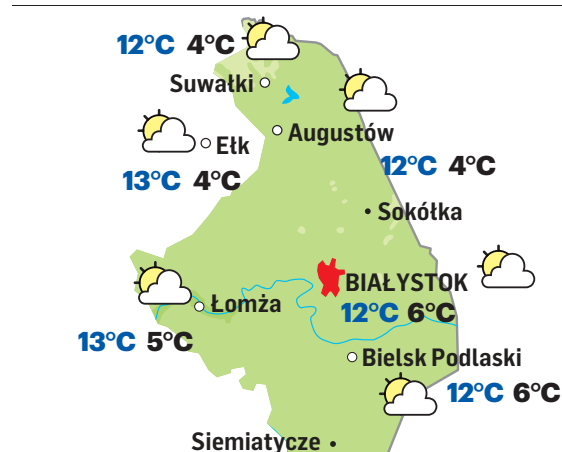 12°C 4°C
Suwałki
Augustów
Ełk
13°C 4°C
12°C 4°C
Sokółka
BIAŁYSTOK
12°C 6°C
Łomża
13°C 5°C
Bielsk Podlaski
12°C 6°C
Siemiatycze